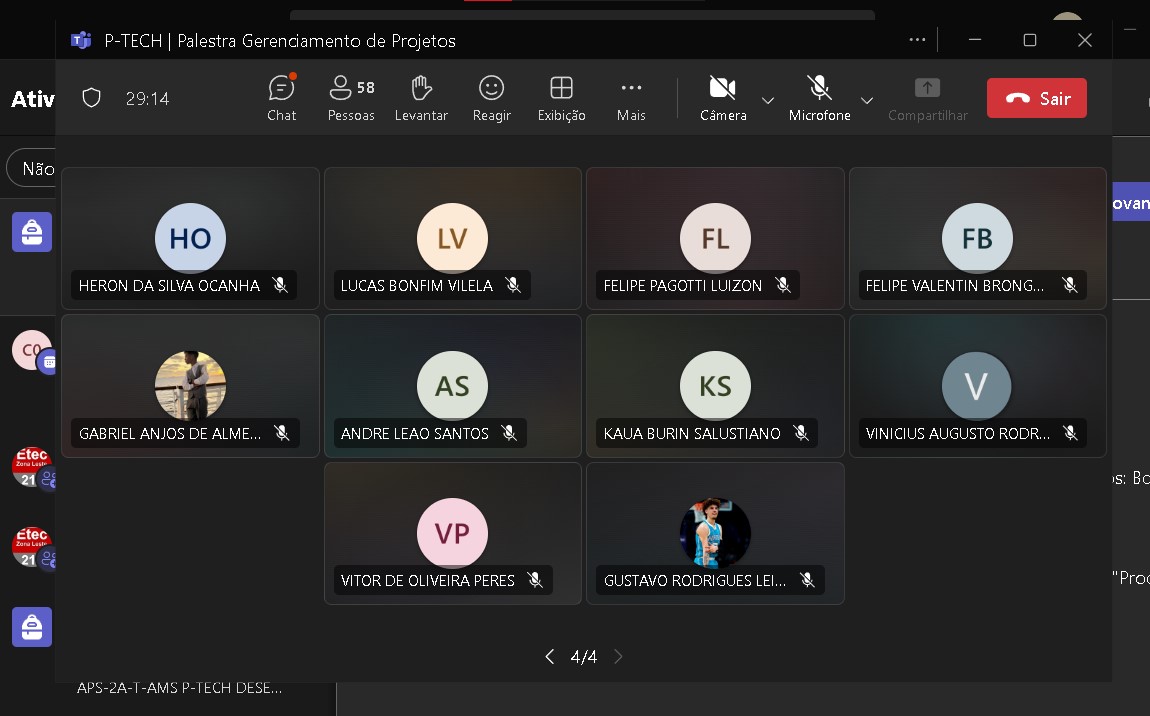 P-TECH | Palestra Gerenciamento de Projetos
Ativ
29:14
58
Chat
Pessoas
Levantar
Reagir
Exibição
Mais
Câmera
Microfone
Compartilhar
Sair
Não
HO
LV
FL
FB
ovan
HERON DA SILVA OCANHA
LUCAS BONFIM VILELA
FELIPE PAGOTTI LUIZON
FELIPE VALENTIN BRONG...
CO
AS
KS
V
GABRIEL ANJOS DE ALME...
ANDRE LEAO SANTOS
KAUA BURIN SALUSTIANO
VINICIUS AUGUSTO RODR...
Etec
Zona Leste
21
os: Bo
VP
Etec
Zona Leste
21
VITOR DE OLIVEIRA PERES
GUSTAVO RODRIGUES LEI...
"Proc
4/4
APS-2A-T-AMS P-TECH DESE...